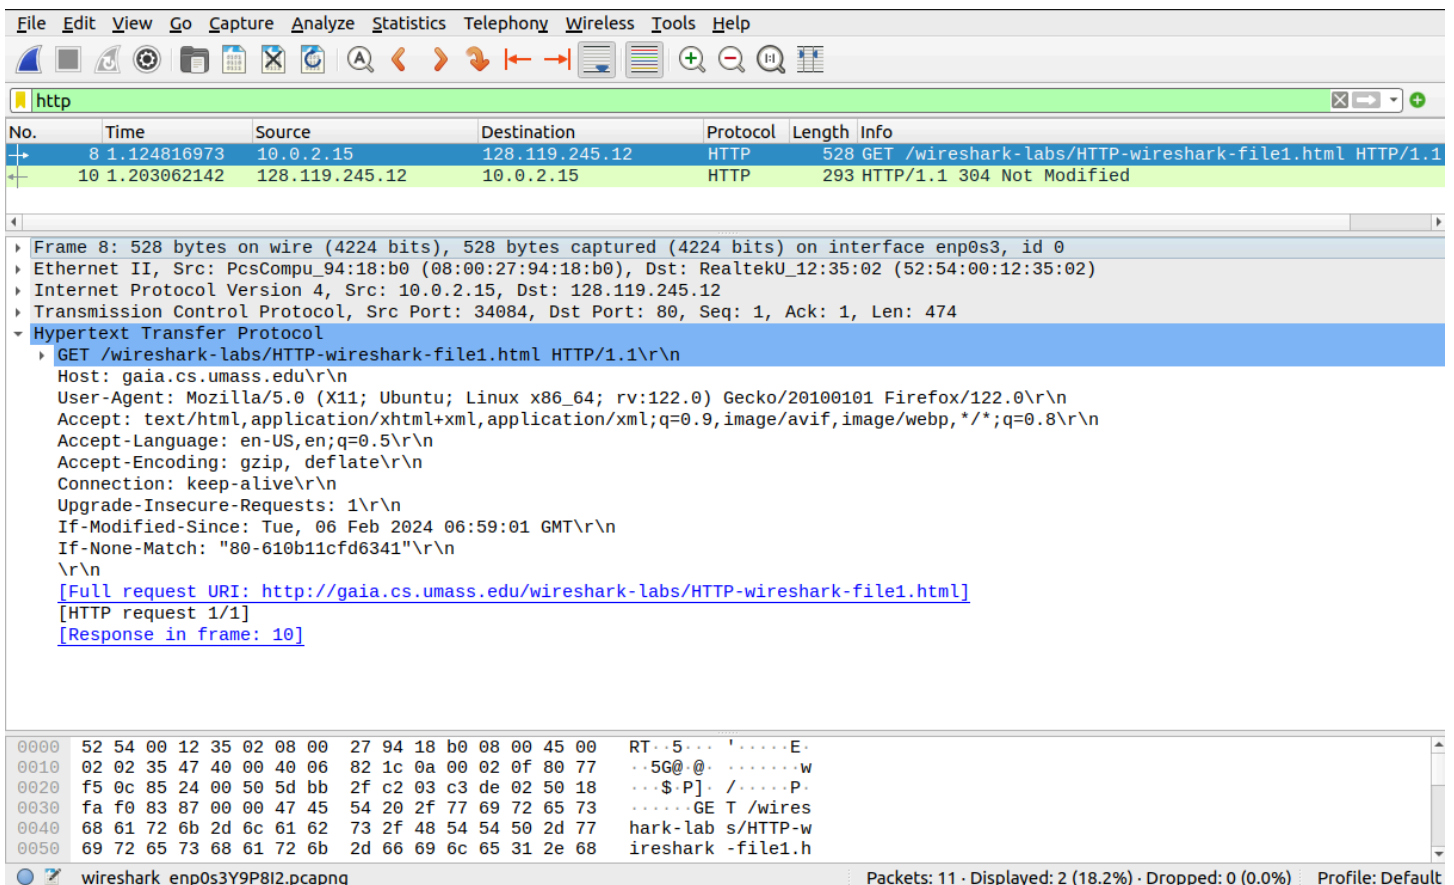 File Edit View Go Capture Analyze Statistics Telephony Wireless Tools Help
http
No. Time Source Destination Protocol Length Info
8 1.124816973 10.0.2.15 128.119.245.12 HTTP 528 GET /wireshark-labs/HTTP-wireshark-file1.html HTTP/1.1
10 1.203062142 128.119.245.12 10.0.2.15 HTTP 293 HTTP/1.1 304 Not Modified
Frame 8: 528 bytes on wire (4224 bits), 528 bytes captured (4224 bits) on interface enp0s3, id 0
Ethernet II, Src: PcsCompu_94:18:b0 (08:00:27:94:18:b0), Dst: RealtekU_12:35:02 (52:54:00:12:35:02)
Internet Protocol Version 4, Src: 10.0.2.15, Dst: 128.119.245.12
Transmission Control Protocol, Src Port: 34084, Dst Port: 80, Seq: 1, Ack: 1, Len: 474
Hypertext Transfer Protocol
GET /wireshark-labs/HTTP-wireshark-file1.html HTTP/1.1\r\n
Host: gaia.cs.umass.edu\r\n
User-Agent: Mozilla/5.0 (X11; Ubuntu; Linux x86_64; rv:122.0) Gecko/20100101 Firefox/122.0\r\n
Accept: text/html,application/xhtml+xml,application/xml;q=0.9,image/avif,image/webp,*/*;q=0.8\r\n
Accept-Language: en-US,en;q=0.5\r\n
Accept-Encoding: gzip, deflate\r\n
Connection: keep-alive\r\n
Upgrade-Insecure-Requests: 1\r\n
If-Modified-Since: Tue, 06 Feb 2024 06:59:01 GMT\r\n
If-None-Match: "80-610b11cfd6341"\r\n
\r\n
[Full request URI: http://gaia.cs.umass.edu/wireshark-labs/HTTP-wireshark-file1.html]
[HTTP request 1/1]
[Response in frame: 10]
0000 52 54 00 12 35 02 08 00 27 94 18 b0 08 00 45 00 RT··5··· '·····E·
0010 02 02 35 47 40 00 40 06 82 1c 0a 00 02 0f 80 77 ··5G@·@· ·······w
0020 f5 0c 85 24 00 50 5d bb 2f c2 03 c3 de 02 50 18 ···$·P]· /·····P·
0030 fa f0 83 87 00 00 47 45 54 20 2f 77 69 72 65 73 ······GE T /wires
0040 68 61 72 6b 2d 6c 61 62 73 2f 48 54 54 50 2d 77 hark-lab s/HTTP-w
0050 69 72 65 73 68 61 72 6b 2d 66 69 6c 65 31 2e 68 ireshark -file1.h
wireshark_enp0s3Y9P8I2.pcapng Packets: 11 · Displayed: 2 (18.2%) · Dropped: 0 (0.0%) Profile: Default